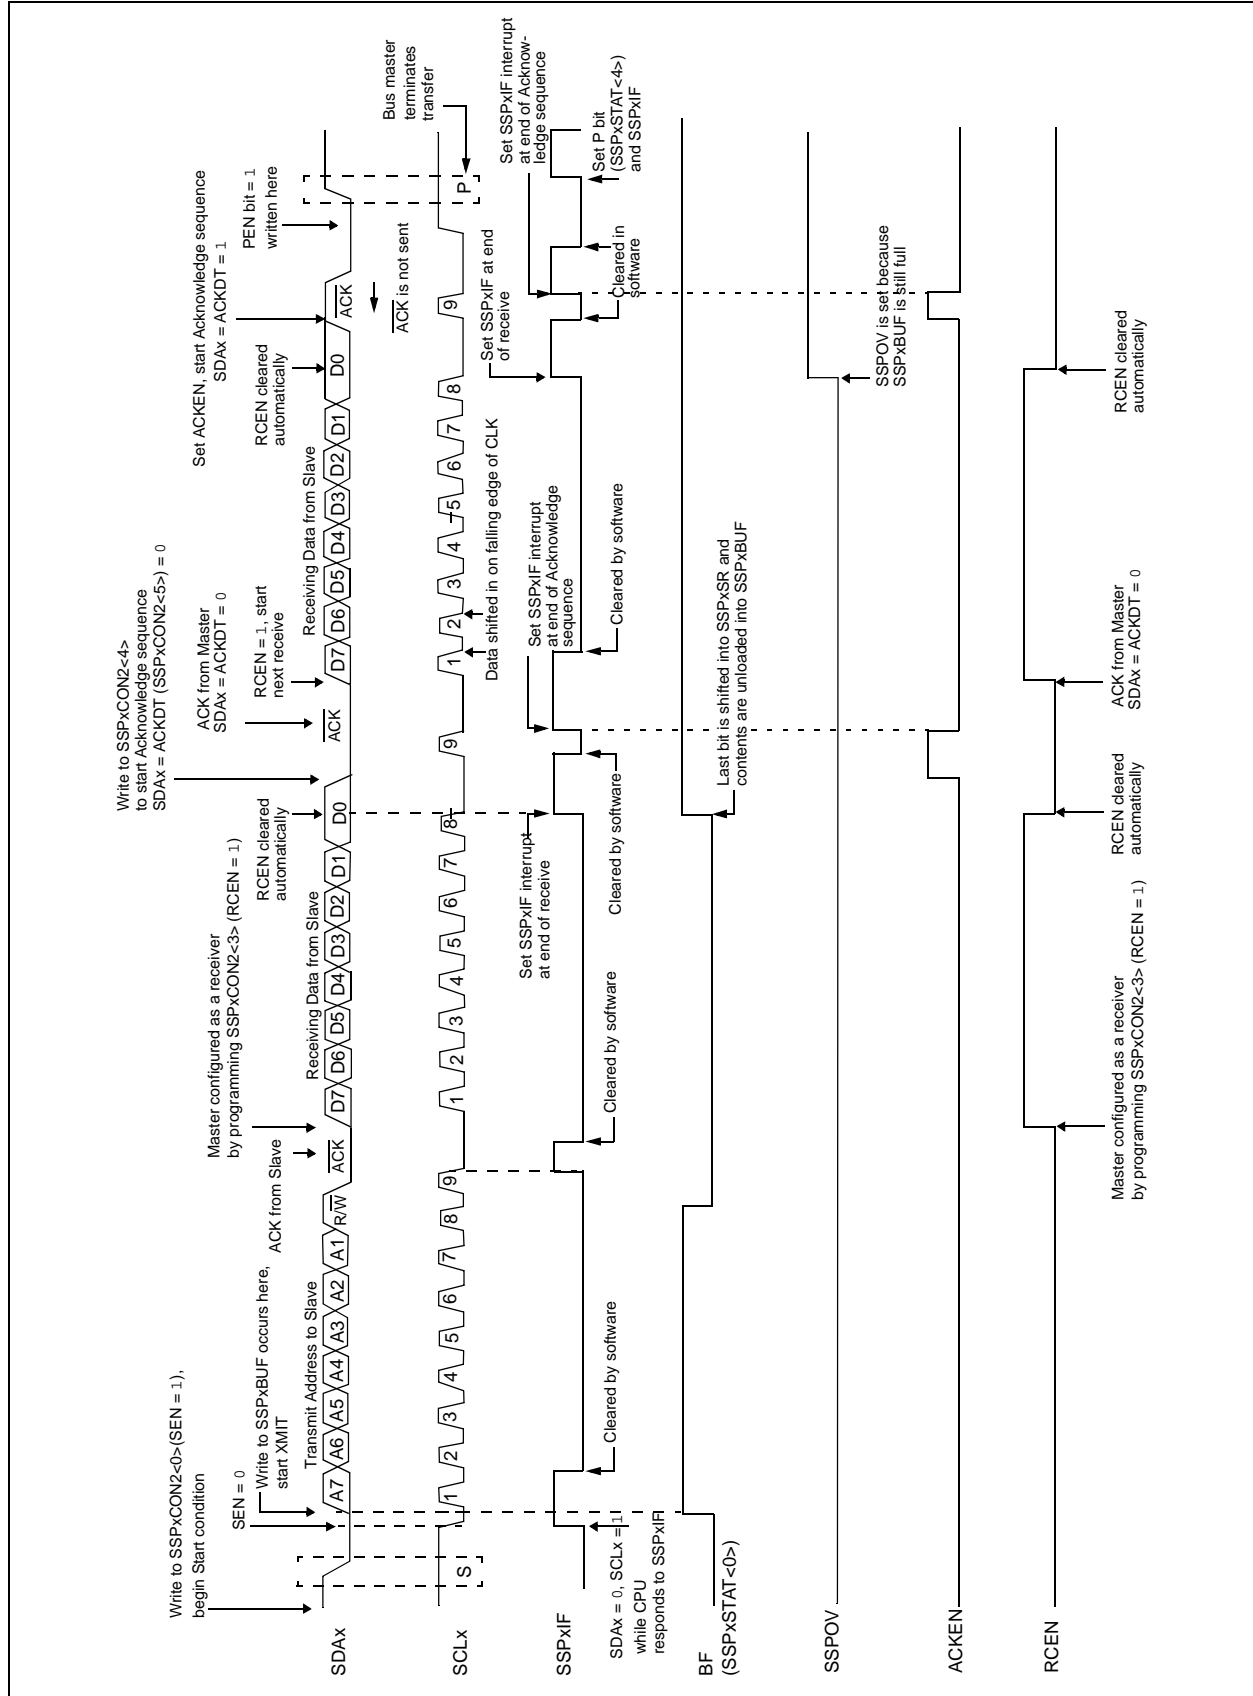 Write to SSPxCON2<0>(SEN = 1),
begin Start condition
SEN = 0
Write to SSPxBUF occurs here,
start XMIT
ACK from Slave
Master configured as a receiver
by programming SSPxCON2<3> (RCEN = 1)
RCEN cleared
automatically
Write to SSPxCON2<4>
to start Acknowledge sequence
SDAx = ACKDT (SSPxCON2<5>) = 0
ACK from Master
SDAx = ACKDT = 0
RCEN = 1, start
next receive
RCEN cleared
automatically
Set ACKEN, start Acknowledge sequence
SDAx = ACKDT = 1
PEN bit = 1
written here
Transmit Address to Slave
Receiving Data from Slave
Receiving Data from Slave
SDAx
A7 A6 A5 A4 A3 A2 A1 R/W ACK D7 D6 D5 D4 D3 D2 D1 D0 ACK D7 D6 D5 D4 D3 D2 D1 D0 ACK
ACK is not sent
Bus master
terminates
transfer
SCLx
S 1 2 3 4 5 6 7 8 9 1 2 3 4 5 6 7 8 9 1 2 3 4 5 6 7 8 9 P
Data shifted in on falling edge of CLK
Set SSPxIF interrupt
at end of receive
Set SSPxIF interrupt
at end of Acknowledge
sequence
Set SSPxIF at end
of receive
Set SSPxIF interrupt
at end of Acknow-
ledge sequence
SSPxIF
SDAx = 0, SCLx = 1
while CPU
responds to SSPxIF
Cleared by software
Cleared by software
Cleared by software
Cleared by software
Cleared in
software
Set P bit
(SSPxSTAT<4>)
and SSPxIF
BF
(SSPxSTAT<0>)
Last bit is shifted into SSPxSR and
contents are unloaded into SSPxBUF
SSPOV
SSPOV is set because
SSPxBUF is still full
ACKEN
RCEN
Master configured as a receiver
by programming SSPxCON2<3> (RCEN = 1)
RCEN cleared
automatically
ACK from Master
SDAx = ACKDT = 0
RCEN cleared
automatically